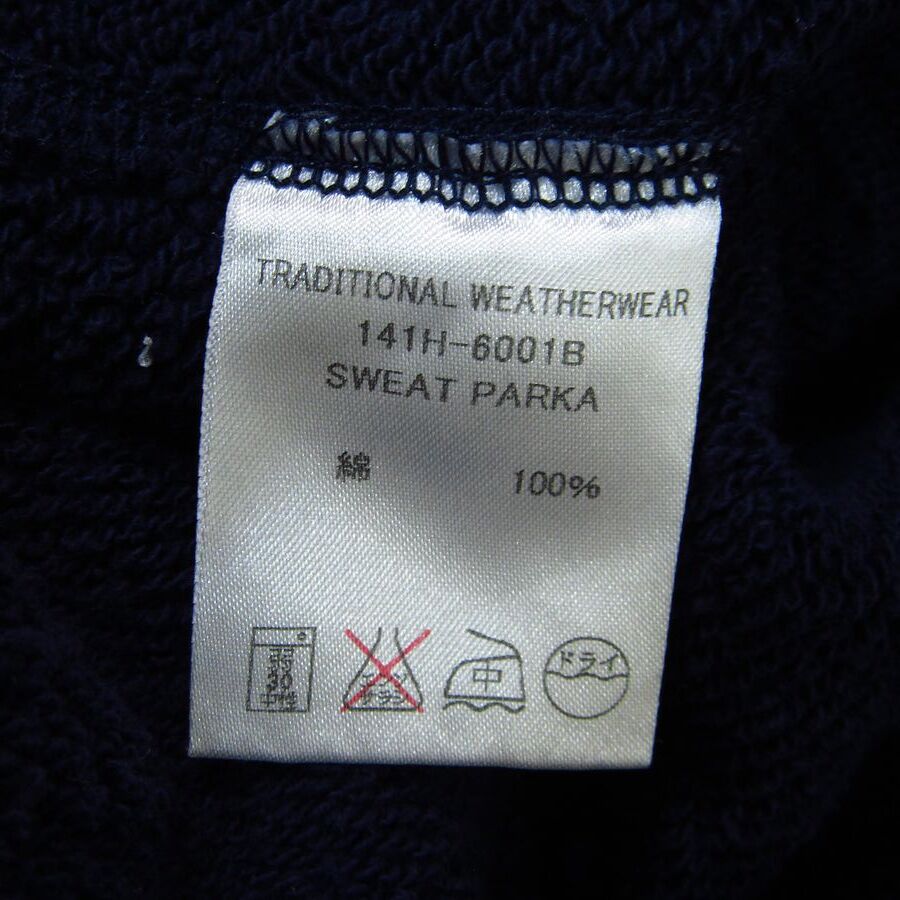 TRADITIONAL WEATHERWEAR
141H-6001B
SWEAT PARKA
綿 100%
中
ドライ